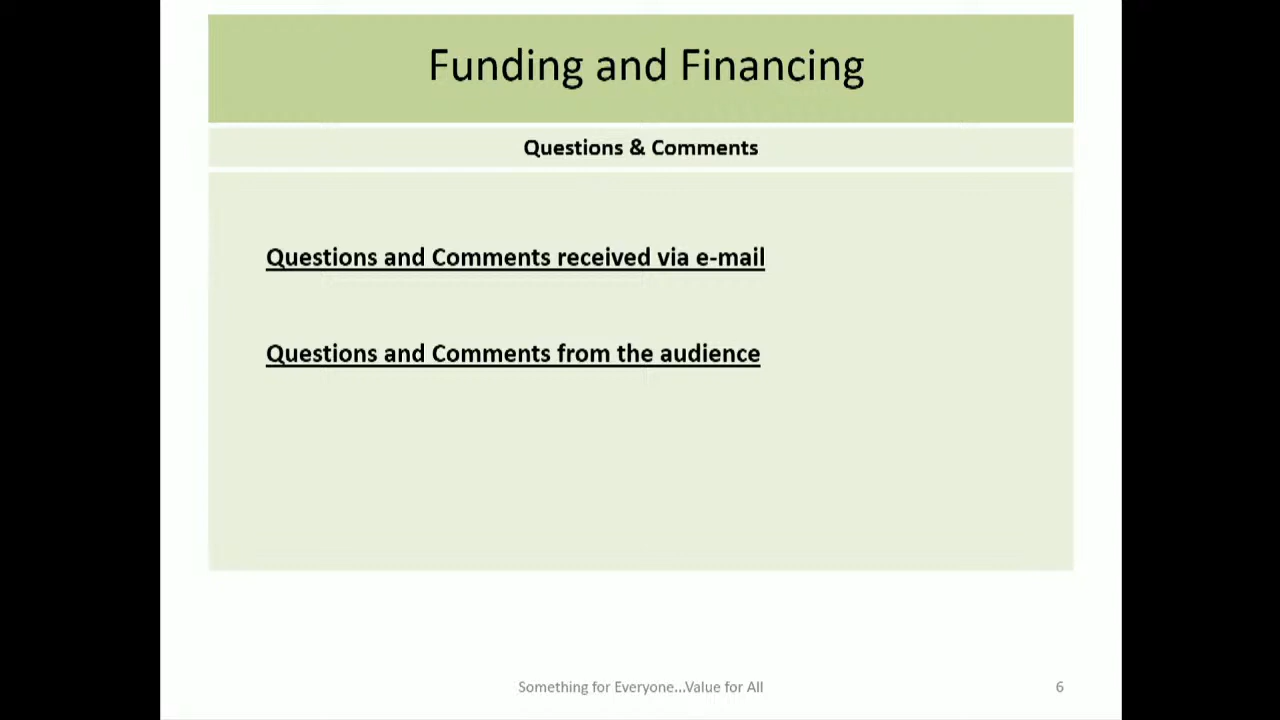 Funding and Financing
Questions & Comments
Questions and Comments received via e-mail
Questions and Comments from the audience
Something for Everyone...Value for All
6